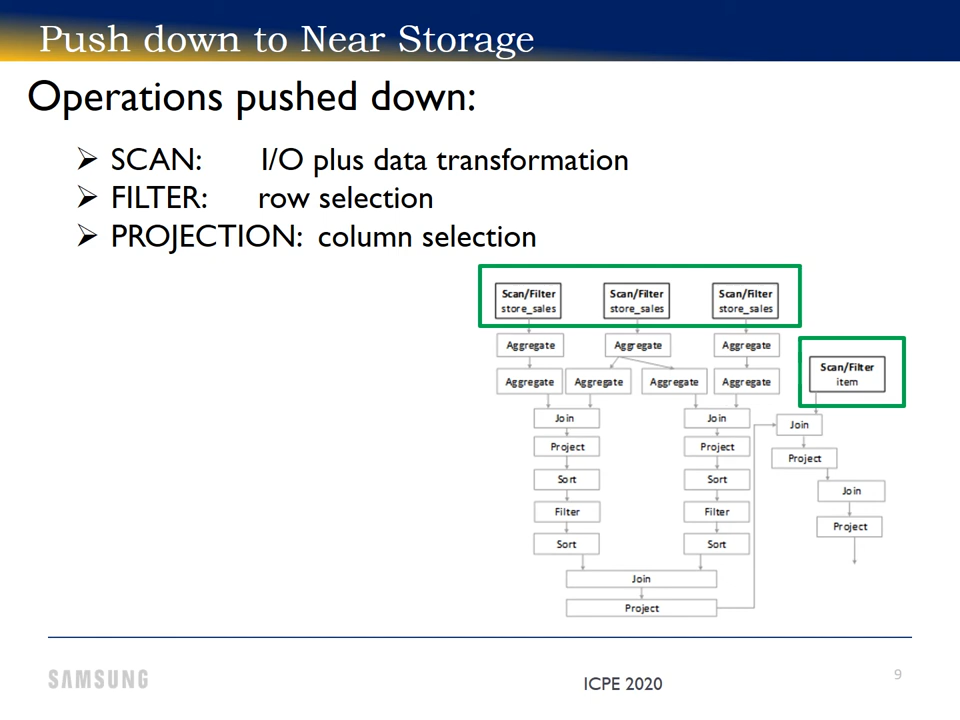 Push down to Near Storage
Operations pushed down:
➢ SCAN: I/O plus data transformation
➢ FILTER: row selection
➢ PROJECTION: column selection
Scan/Filter
store_sales
Scan/Filter
store_sales
Scan/Filter
store_sales
Aggregate
Aggregate
Aggregate
Scan/Filter
item
Aggregate
Aggregate
Aggregate
Aggregate
Join
Join
Join
Project
Project
Project
Sort
Sort
Join
Filter
Filter
Project
Sort
Sort
Join
Project
SAMSUNG
ICPE 2020
9